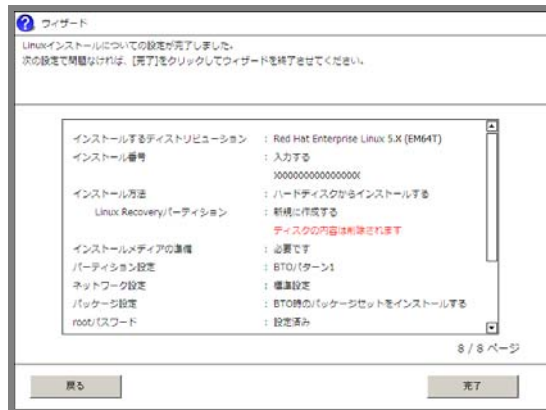 ウィザード
Linuxインストールについての設定が完了しました。
次の設定で問題なければ、[完了]をクリックしてウィザードを終了させてください。
インストールするディストリビューション : Red Hat Enterprise Linux 5.X (EM64T)
インストール番号 : 入力する
XXXXXXXXXXXXXXXX
インストール方法 : ハードディスクからインストールする
Linux Recoveryパーティション : 新規に作成する
ディスクの内容は削除されます
インストールメディアの準備 : 必要です
パーティション設定 : BTOパターン1
ネットワーク設定 : 標準設定
パッケージ設定 : BTO時のパッケージセットをインストールする
rootパスワード : 設定済み
8 / 8 ページ
戻る 完了